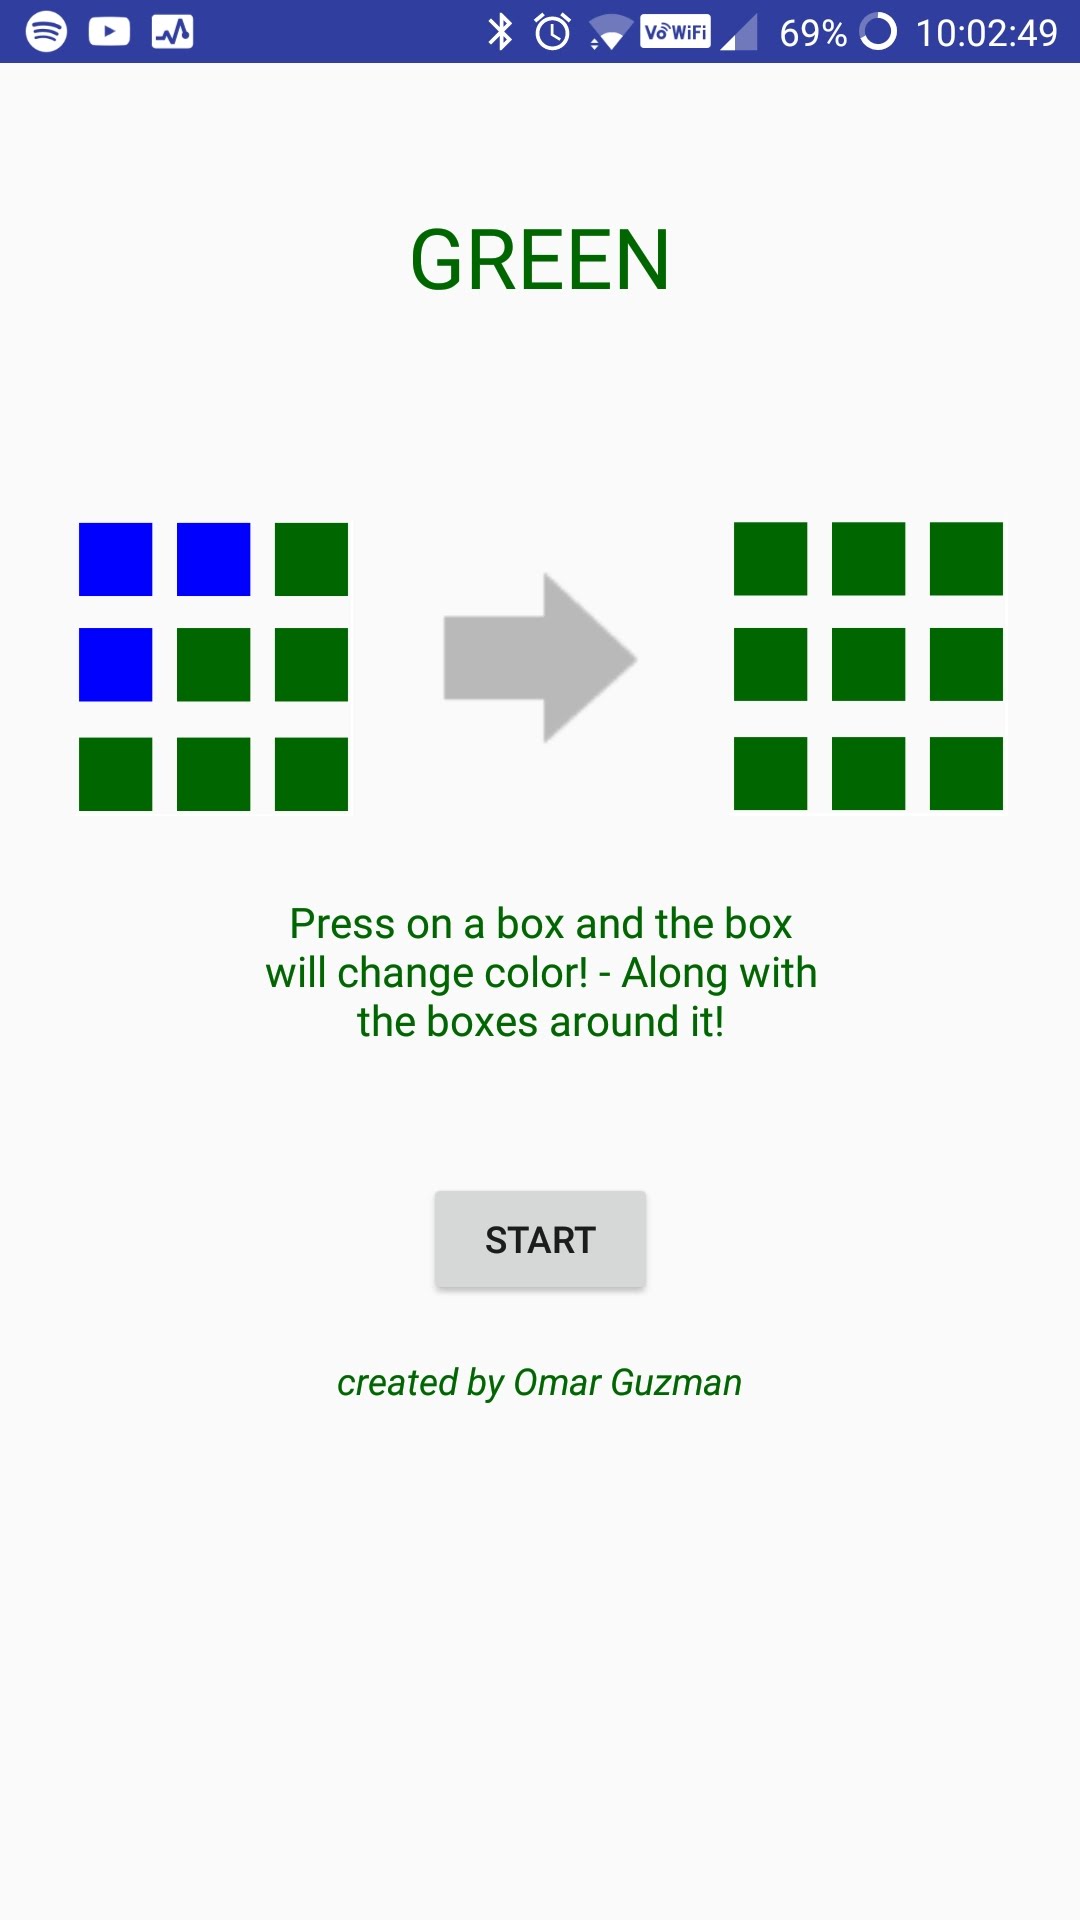 VoWiFi 69% 10:02:49
GREEN
Press on a box and the box
will change color! - Along with
the boxes around it!
START
created by Omar Guzman